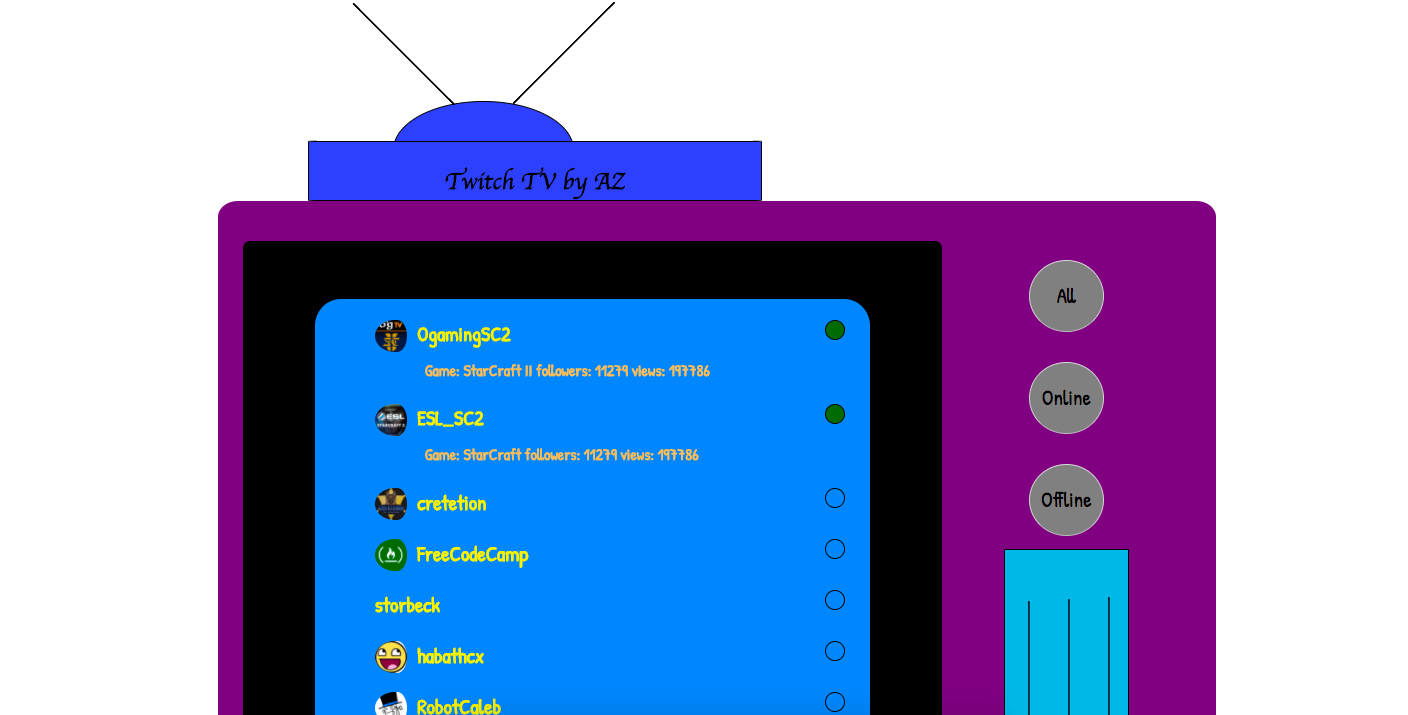 Twitch TV by AZ
All
Online
Offline
OgamingSC2
Game: StarCraft II followers: 11279 views: 197786
ESL_SC2
Game: StarCraft followers: 11279 views: 197786
cretetion
FreeCodeCamp
storbeck
habathcx
RobotCaleb